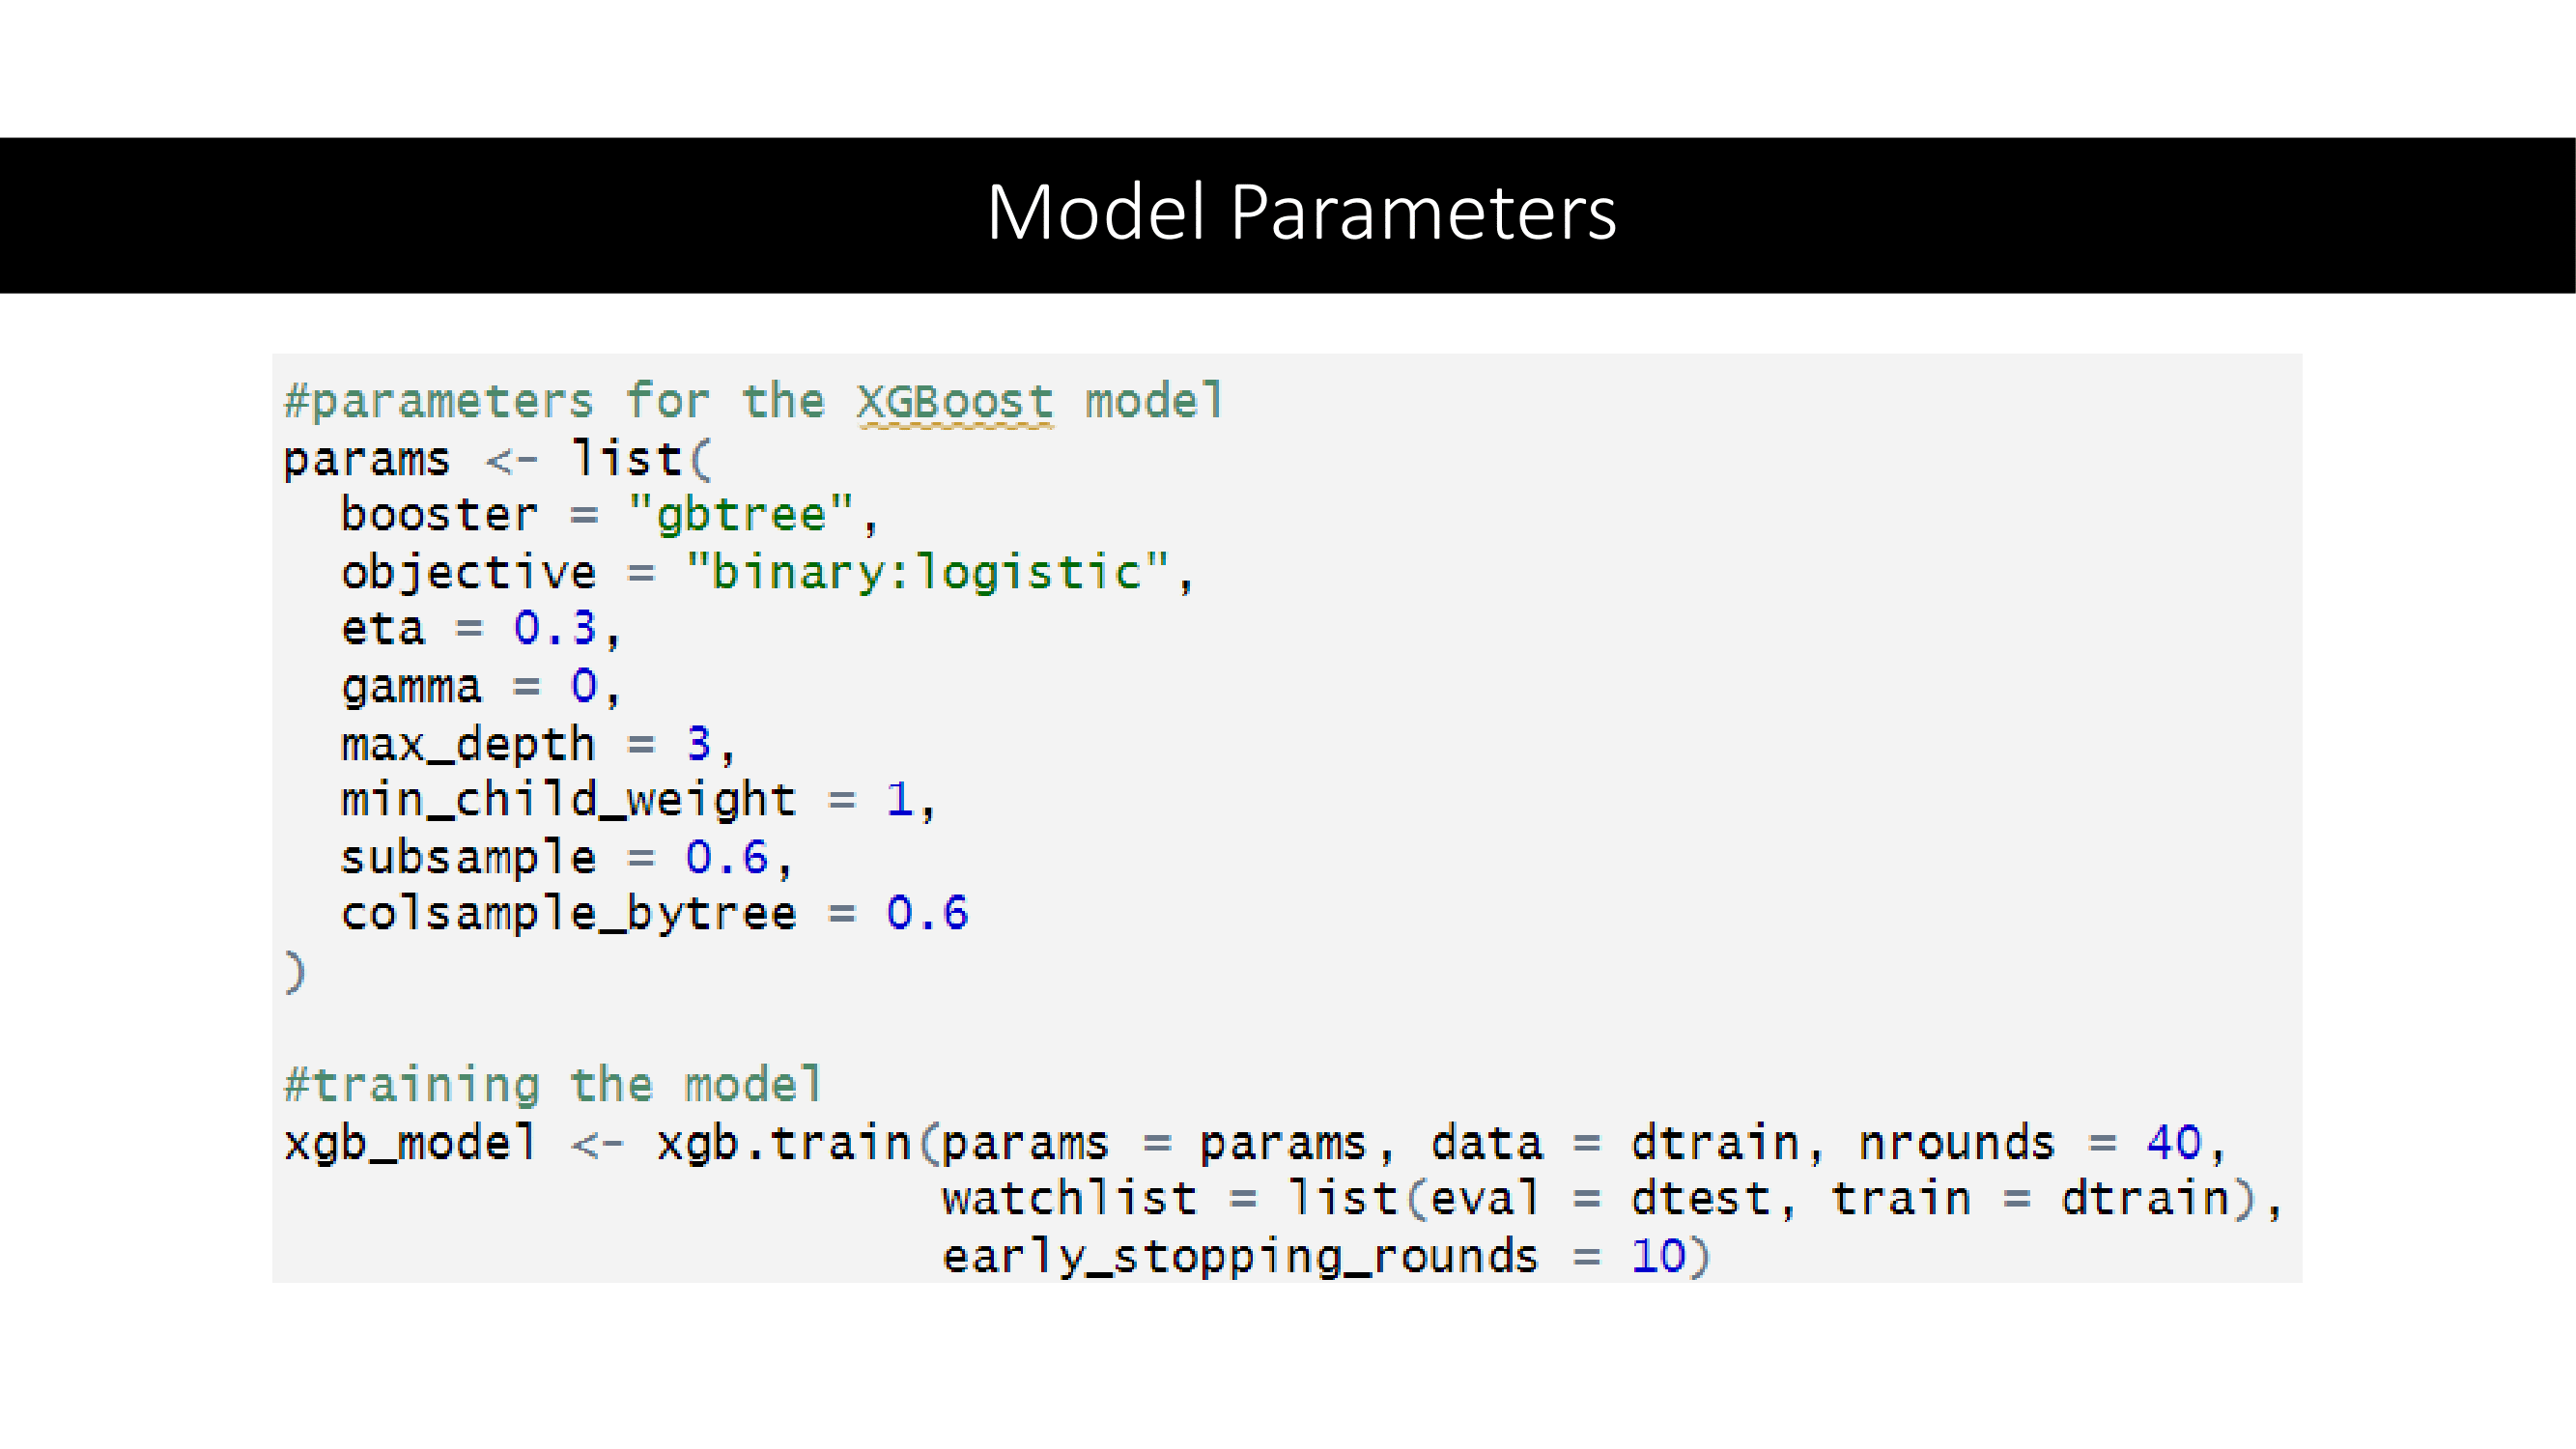 Model Parameters
#parameters for the XGBoost model
params <- list(
  booster = "gbtree",
  objective = "binary:logistic",
  eta = 0.3,
  gamma = 0,
  max_depth = 3,
  min_child_weight = 1,
  subsample = 0.6,
  colsample_bytree = 0.6
)
#training the model
xgb_model <- xgb.train(params = params, data = dtrain, nrounds = 40,
                       watchlist = list(eval = dtest, train = dtrain),
                       early_stopping_rounds = 10)